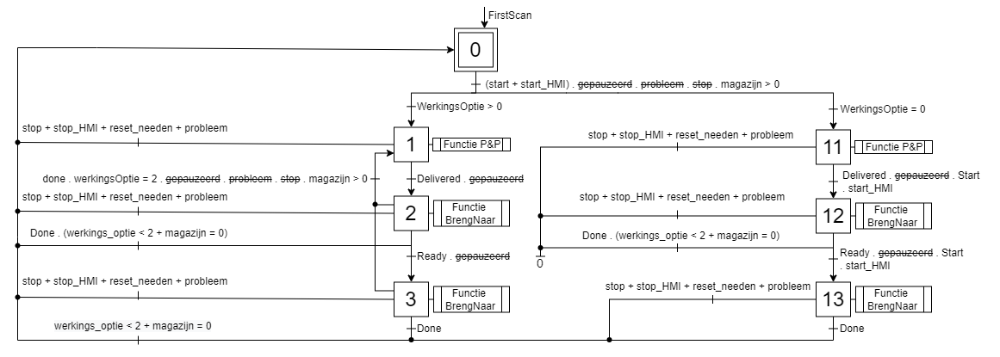 FirstScan
0
(start + start_HMI) . gepauzeerd . probleem . stop . magazijn > 0
WerkingsOptie > 0
WerkingsOptie = 0
stop + stop_HMI + reset_needen + probleem
1
Functie P&P
stop + stop_HMI + reset_needen + probleem
11
Functie P&P
done . werkingsOptie = 2 . gepauzeerd . probleem . stop . magazijn > 0
Delivered . gepauzeerd
Delivered . gepauzeerd . Start
. start_HMI
stop + stop_HMI + reset_needen + probleem
2
Functie
BrengNaar
stop + stop_HMI + reset_needen + probleem
12
Functie
BrengNaar
Done . (werkings_optie < 2 + magazijn = 0)
Done . (werkings_optie < 2 + magazijn = 0)
Ready . gepauzeerd
0
Ready . gepauzeerd . Start
. start_HMI
stop + stop_HMI + reset_needen + probleem
3
Functie
BrengNaar
stop + stop_HMI + reset_needen + probleem
13
Functie
BrengNaar
werkings_optie < 2 + magazijn = 0
Done
Done